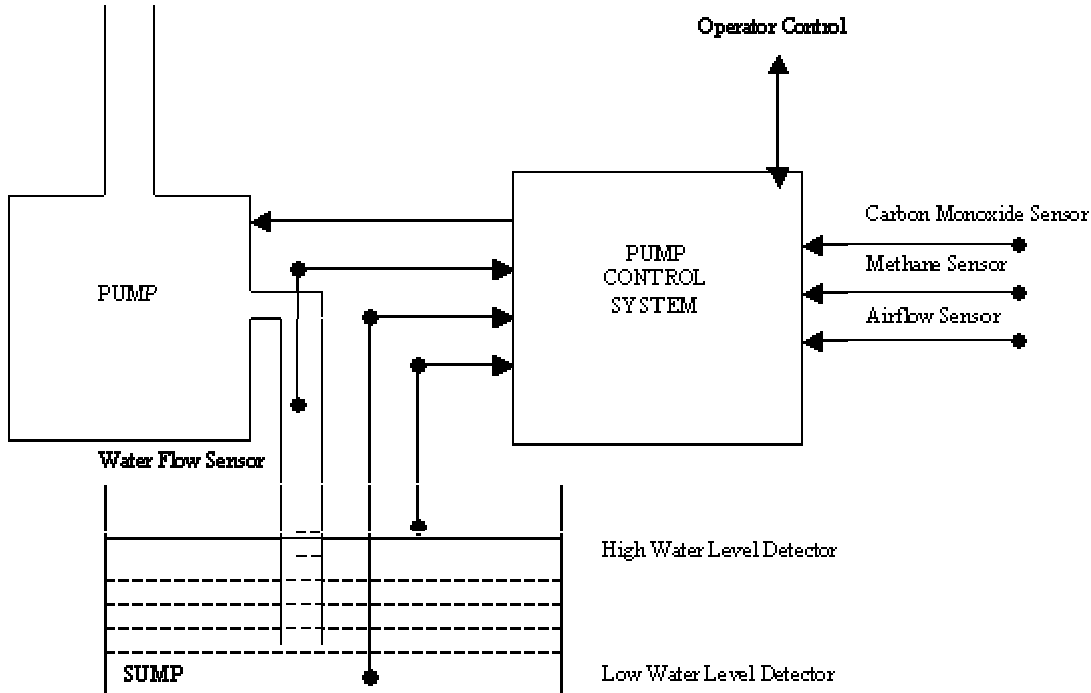 Operator Control
Carbon Monoxide Sensor
PUMP
CONTROL
SYSTEM
Methane Sensor
PUMP
Airflow Sensor
Water Flow Sensor
High Water Level Detector
SUMP
Low Water Level Detector